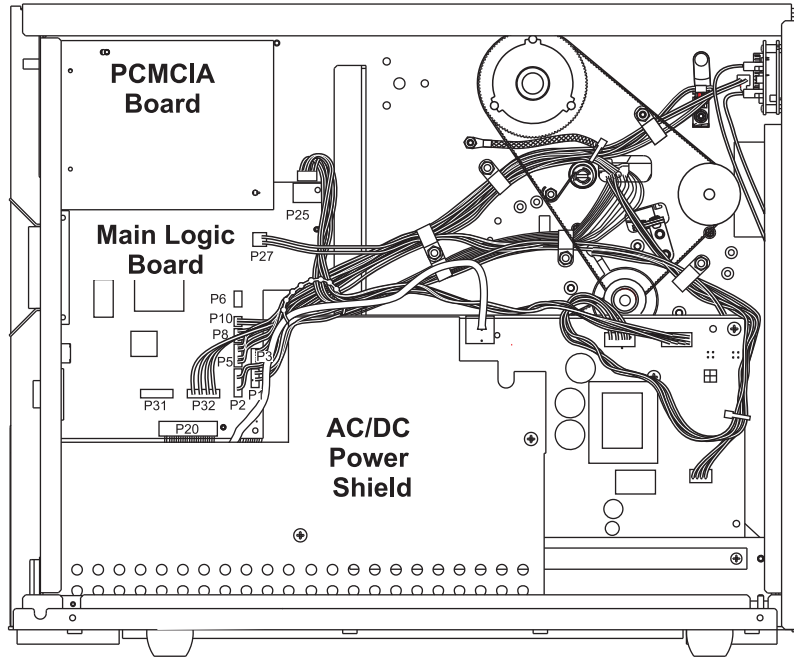 PCMCIA
Board
P25
Main Logic
Board
P27
P6
P10
P8
P5
P3
P1
P2
P31
P32
P20
AC/DC
Power
Shield